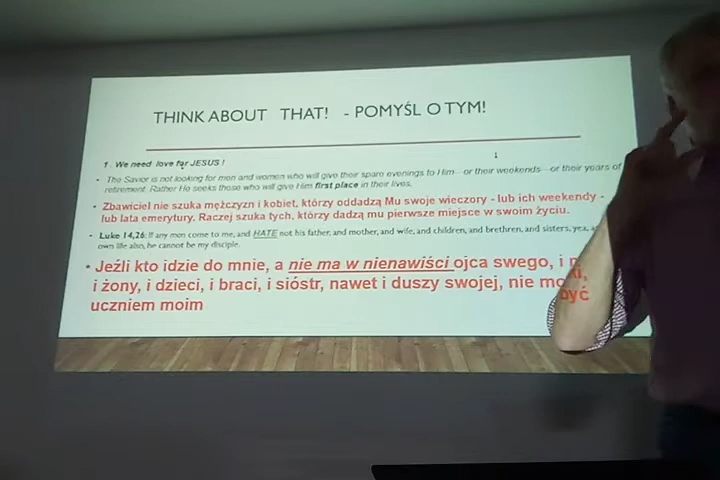 THINK ABOUT THAT! - POMYŚL O TYM!
1. We need love for JESUS !
• The Savior is not looking for men and women who will give their spare evenings to Him—or their weekends—or their years of
retirement. Rather He seeks those who will give Him first place in their lives.
• Zbawiciel nie szuka mężczyzn i kobiet, którzy oddadzą Mu swoje wieczory - lub ich weekendy -
lub lata emerytury. Raczej szuka tych, którzy dadzą mu pierwsze miejsce w swoim życiu.
• Luke 14,26: If any man come to me, and HATE not his father, and mother, and wife, and children, and brethren, and sisters, yea,
own life also, he cannot be my disciple.
• Jeźli kto idzie do mnie, a nie ma w nienawiści ojca swego, i
i żony, i dzieci, i braci, i sióstr, nawet i duszy swojej, nie być
uczniem moim